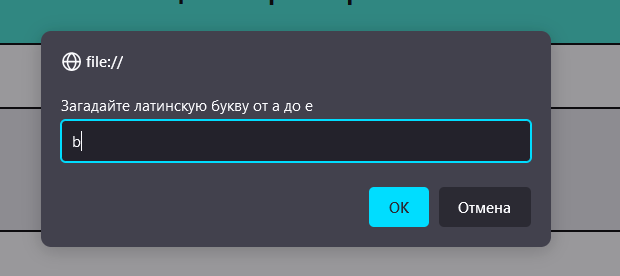 file://
Загадайте латинскую букву от a до e
b
OK
Отмена